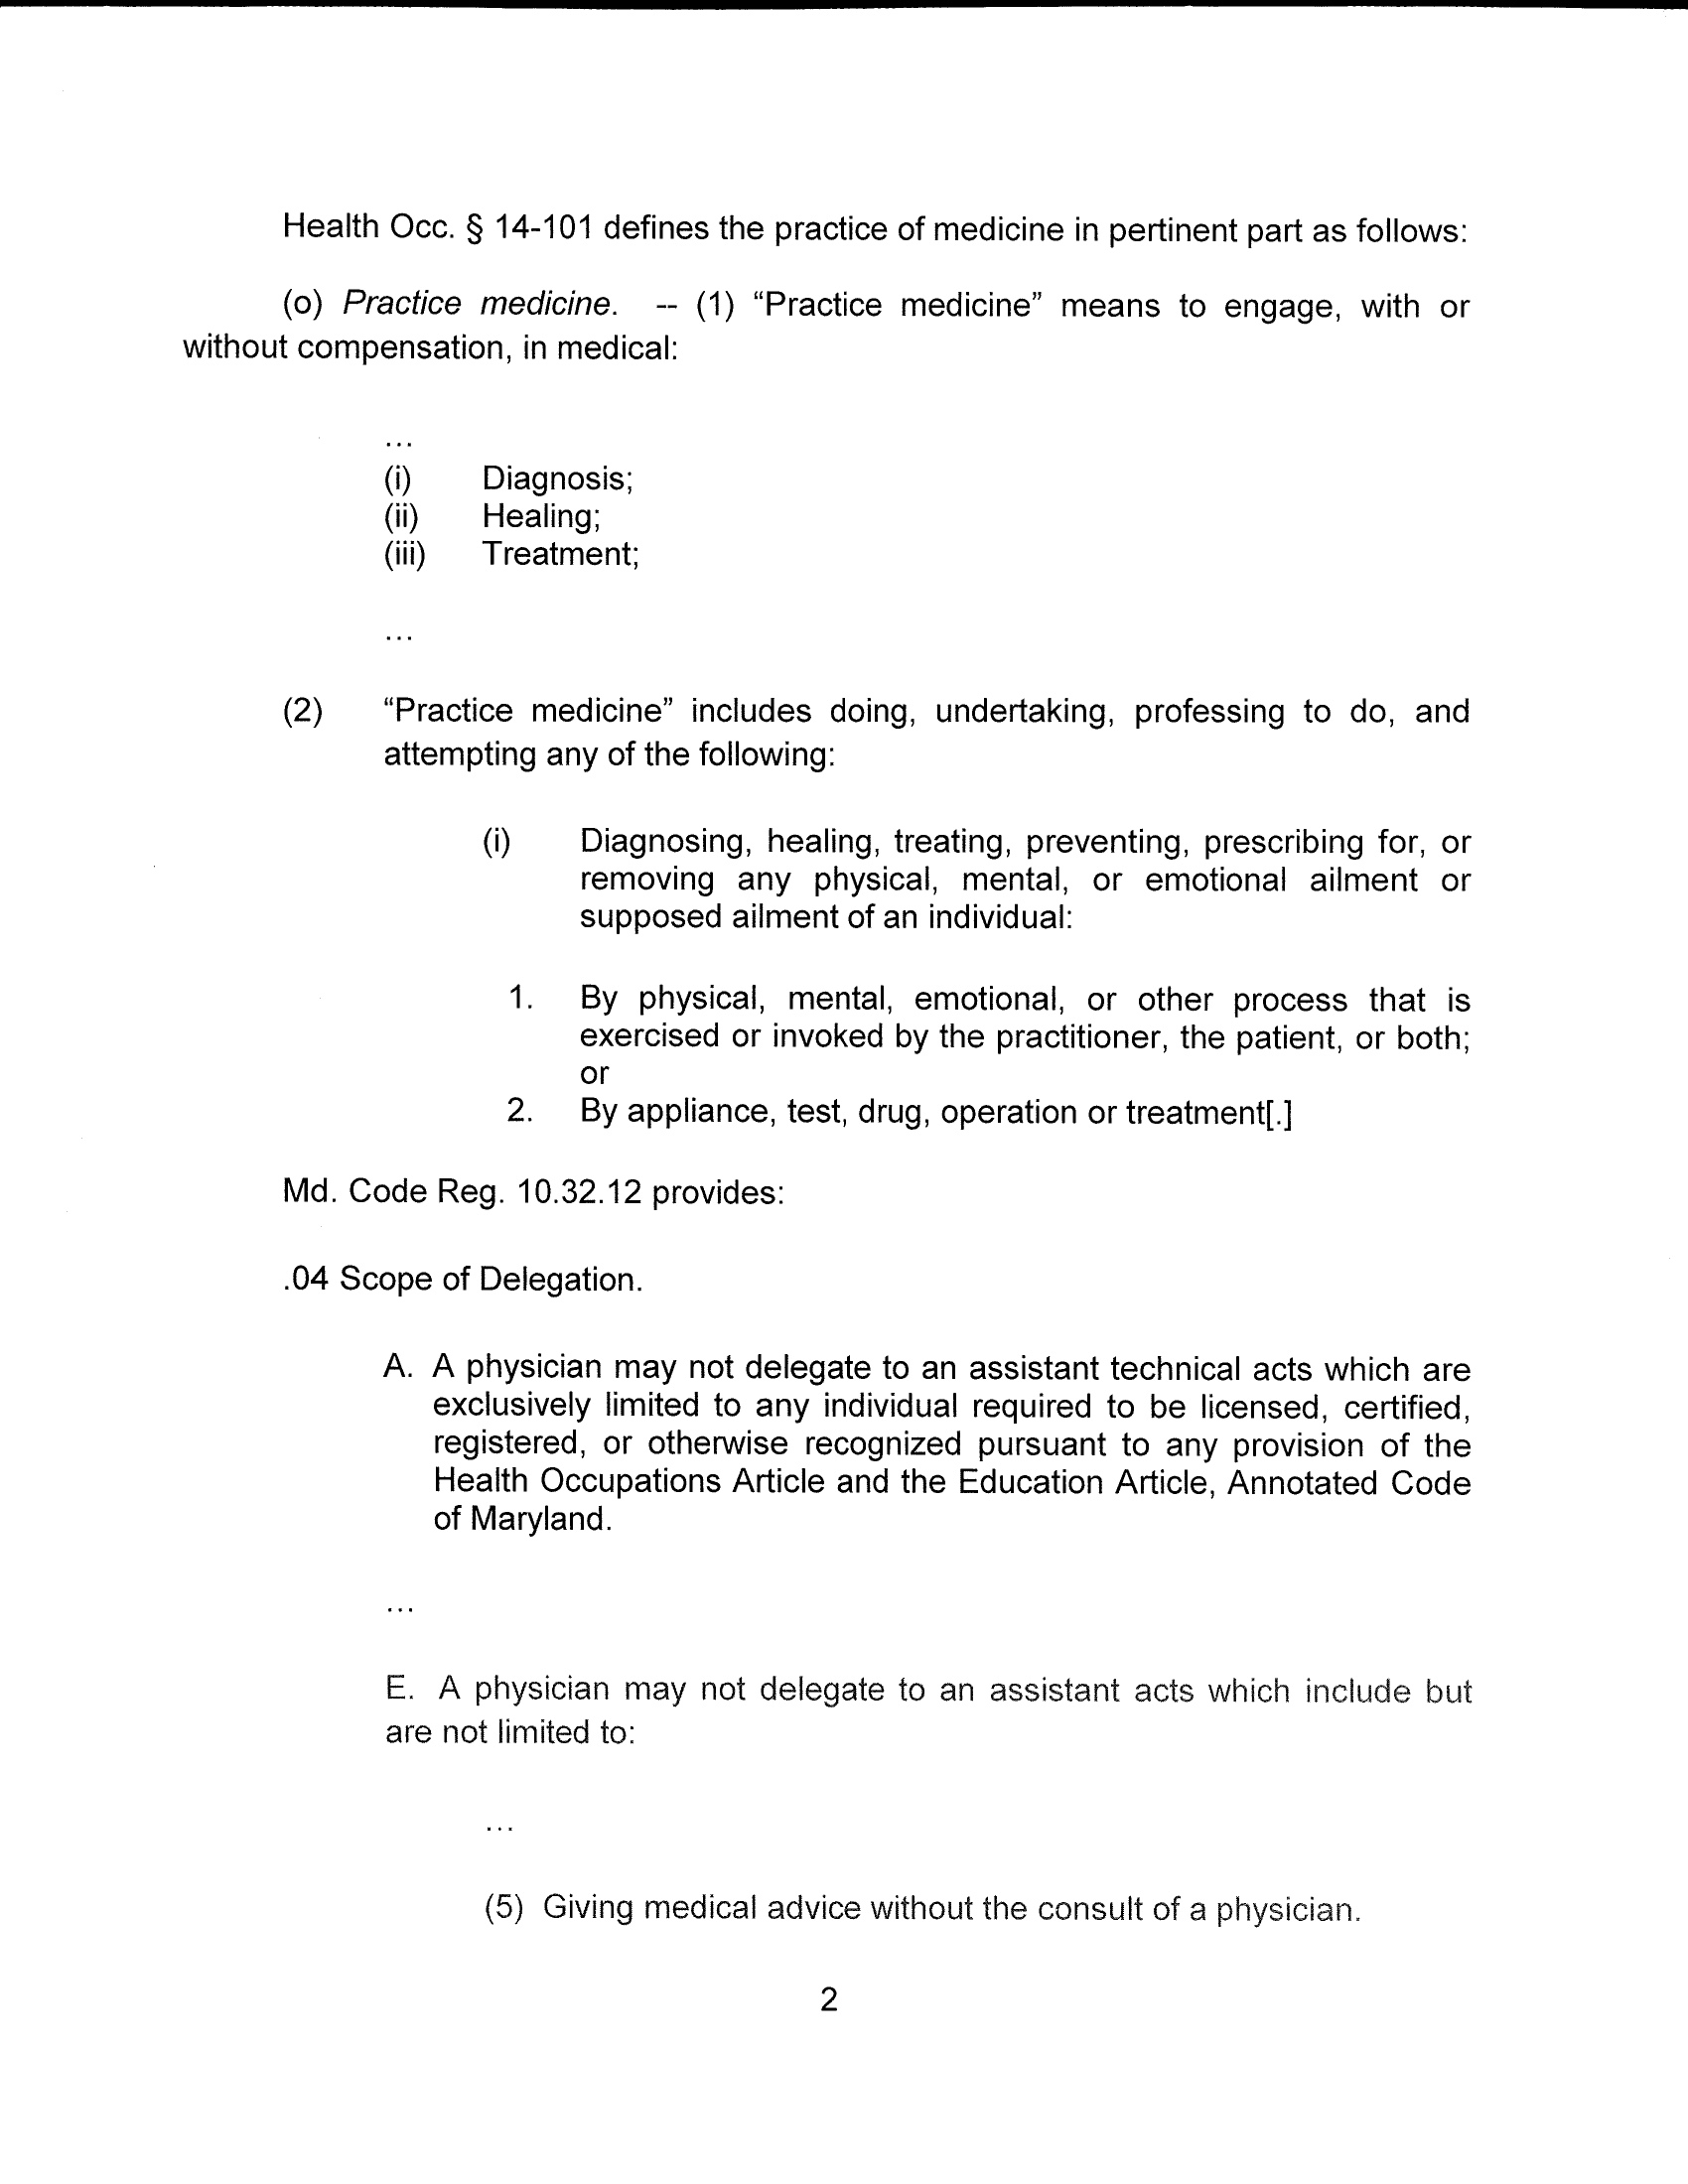 Health Occ. § 14-101 defines the practice of medicine in pertinent part as follows:
(o) Practice medicine. -- (1) “Practice medicine” means to engage, with or
without compensation, in medical:
...
(i) Diagnosis;
(ii) Healing;
(iii) Treatment;
...
(2) “Practice medicine” includes doing, undertaking, professing to do, and
attempting any of the following:
(i) Diagnosing, healing, treating, preventing, prescribing for, or
removing any physical, mental, or emotional ailment or
supposed ailment of an individual:
1. By physical, mental, emotional, or other process that is
exercised or invoked by the practitioner, the patient, or both;
or
2. By appliance, test, drug, operation or treatment[.]
Md. Code Reg. 10.32.12 provides:
.04 Scope of Delegation.
A. A physician may not delegate to an assistant technical acts which are
exclusively limited to any individual required to be licensed, certified,
registered, or otherwise recognized pursuant to any provision of the
Health Occupations Article and the Education Article, Annotated Code
of Maryland.
...
E. A physician may not delegate to an assistant acts which include but
are not limited to:
...
(5) Giving medical advice without the consult of a physician.
2